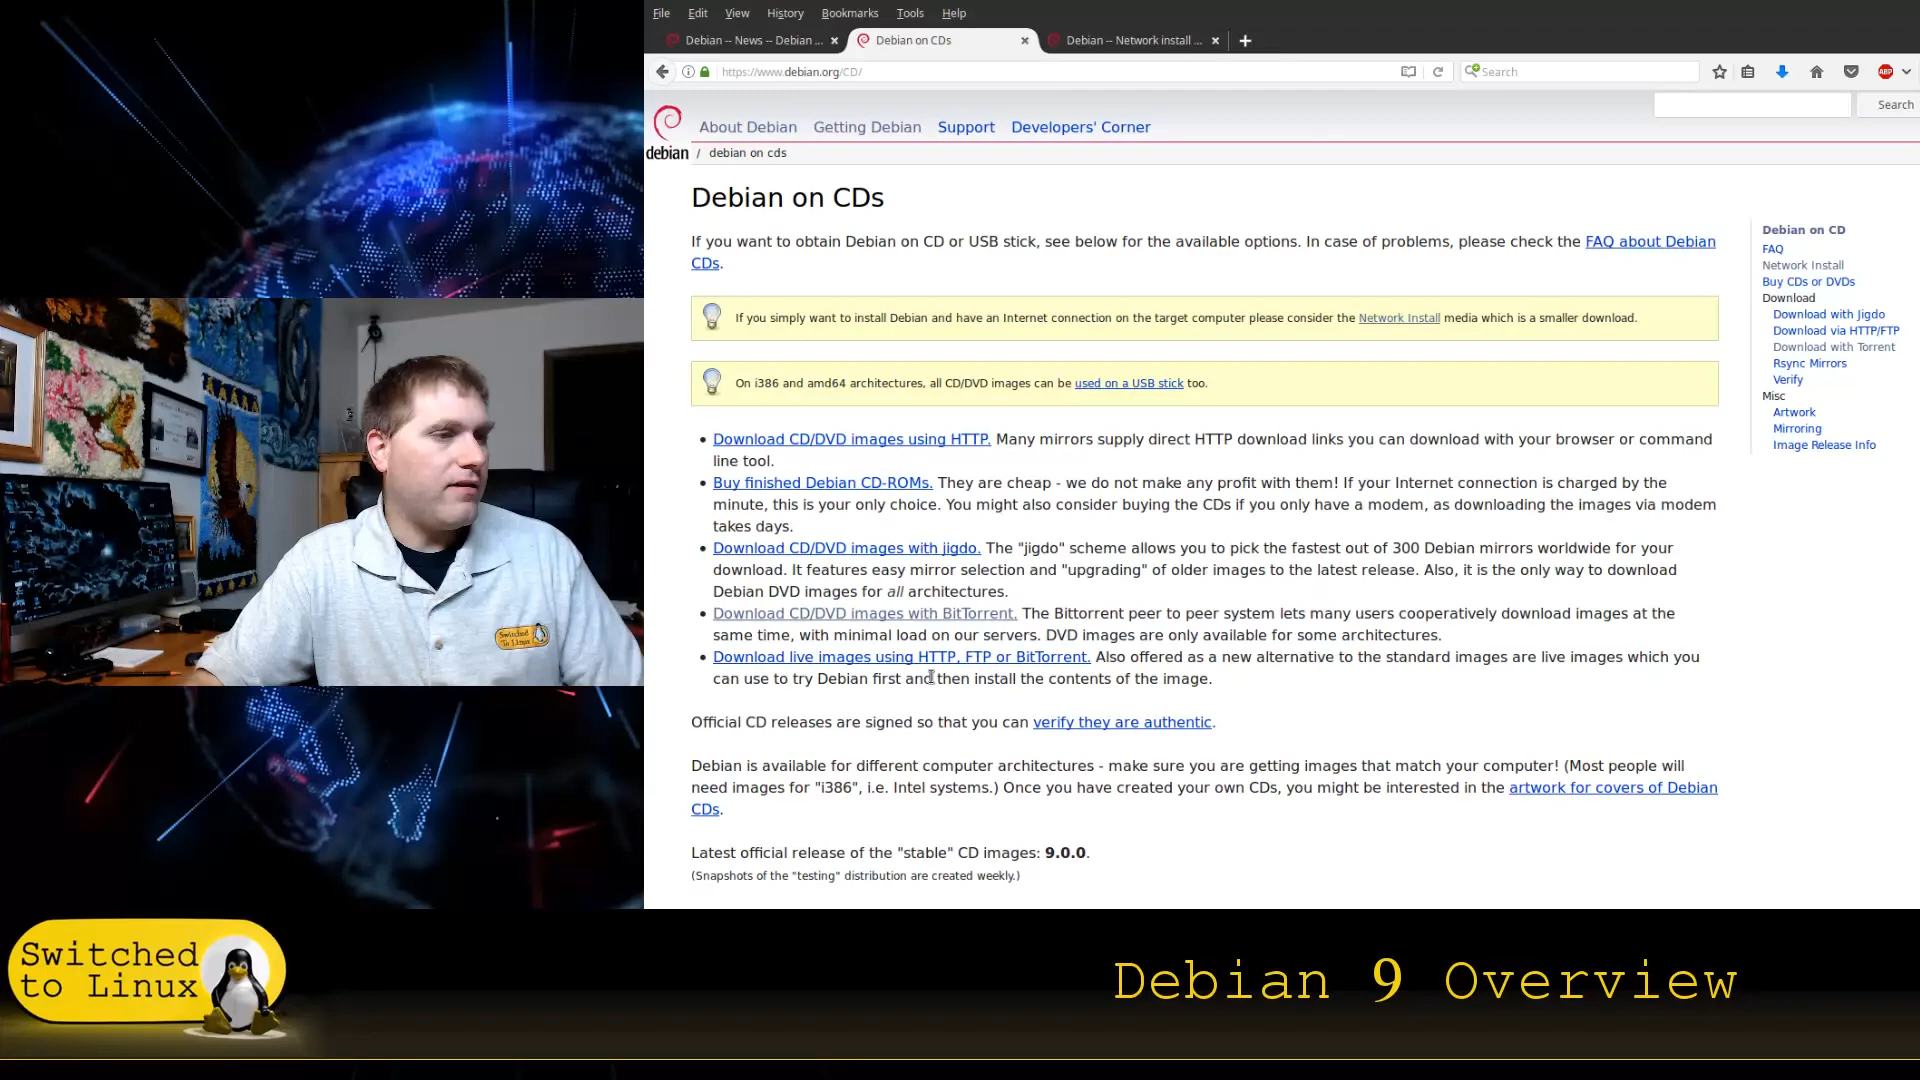 File Edit View History Bookmarks Tools Help
Debian -- News -- Debian ... Debian on CDs Debian -- Network install ...
https://www.debian.org/CD/ Search ABP
Search
About Debian Getting Debian Support Developers' Corner
debian / debian on cds
Debian on CDs
If you want to obtain Debian on CD or USB stick, see below for the available options. In case of problems, please check the FAQ about Debian
CDs.
If you simply want to install Debian and have an Internet connection on the target computer please consider the Network Install media which is a smaller download.
On i386 and amd64 architectures, all CD/DVD images can be used on a USB stick too.
• Download CD/DVD images using HTTP. Many mirrors supply direct HTTP download links you can download with your browser or command
line tool.
• Buy finished Debian CD-ROMs. They are cheap - we do not make any profit with them! If your Internet connection is charged by the
minute, this is your only choice. You might also consider buying the CDs if you only have a modem, as downloading the images via modem
takes days.
• Download CD/DVD images with jigdo. The "jigdo" scheme allows you to pick the fastest out of 300 Debian mirrors worldwide for your
download. It features easy mirror selection and "upgrading" of older images to the latest release. Also, it is the only way to download
Debian DVD images for all architectures.
• Download CD/DVD images with BitTorrent. The Bittorrent peer to peer system lets many users cooperatively download images at the
same time, with minimal load on our servers. DVD images are only available for some architectures.
• Download live images using HTTP, FTP or BitTorrent. Also offered as a new alternative to the standard images are live images which you
can use to try Debian first and then install the contents of the image.
Official CD releases are signed so that you can verify they are authentic.
Debian is available for different computer architectures - make sure you are getting images that match your computer! (Most people will
need images for "i386", i.e. Intel systems.) Once you have created your own CDs, you might be interested in the artwork for covers of Debian
CDs.
Latest official release of the "stable" CD images: 9.0.0.
(Snapshots of the "testing" distribution are created weekly.)
Debian on CD
FAQ
Network Install
Buy CDs or DVDs
Download
Download with Jigdo
Download via HTTP/FTP
Download with Torrent
Rsync Mirrors
Verify
Misc
Artwork
Mirroring
Image Release Info
Switched
To Linux
Switched
to Linux
Debian 9 Overview